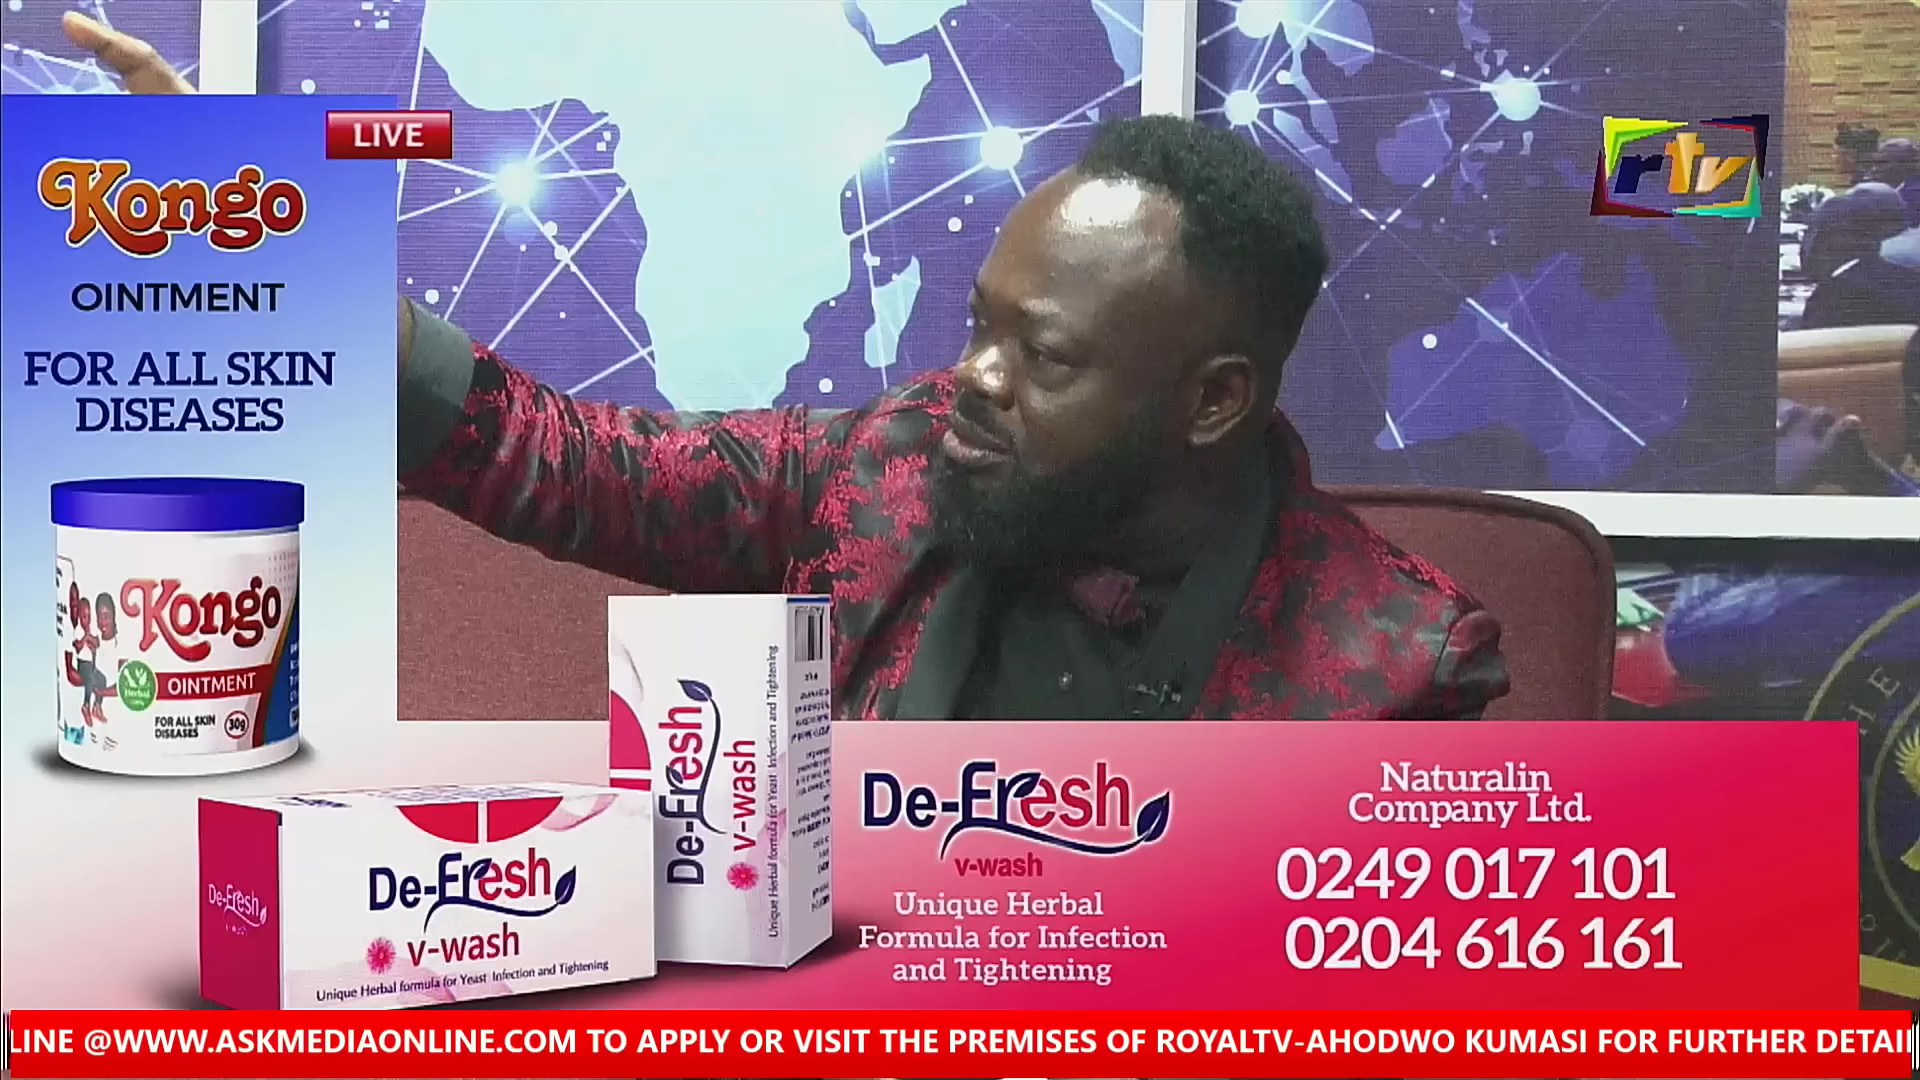 LIVE
rtv
Kongo
OINTMENT
FOR ALL SKIN
DISEASES
Kongo
Herbal
OINTMENT
FOR ALL SKIN
DISEASES
30g
De-Fresh
v-wash
Unique Herbal formula for Yeast Infection and Tightening
De-Fresh
De-Fresh
v-wash
Unique Herbal formula for Yeast Infection and Tightening
De-Fresh
v-wash
Unique Herbal
Formula for Infection
and Tightening
Naturalin
Company Ltd.
0249 017 101
0204 616 161
LINE @WWW.ASKMEDIAONLINE.COM TO APPLY OR VISIT THE PREMISES OF ROYALTV-AHODWO KUMASI FOR FURTHER DETAI